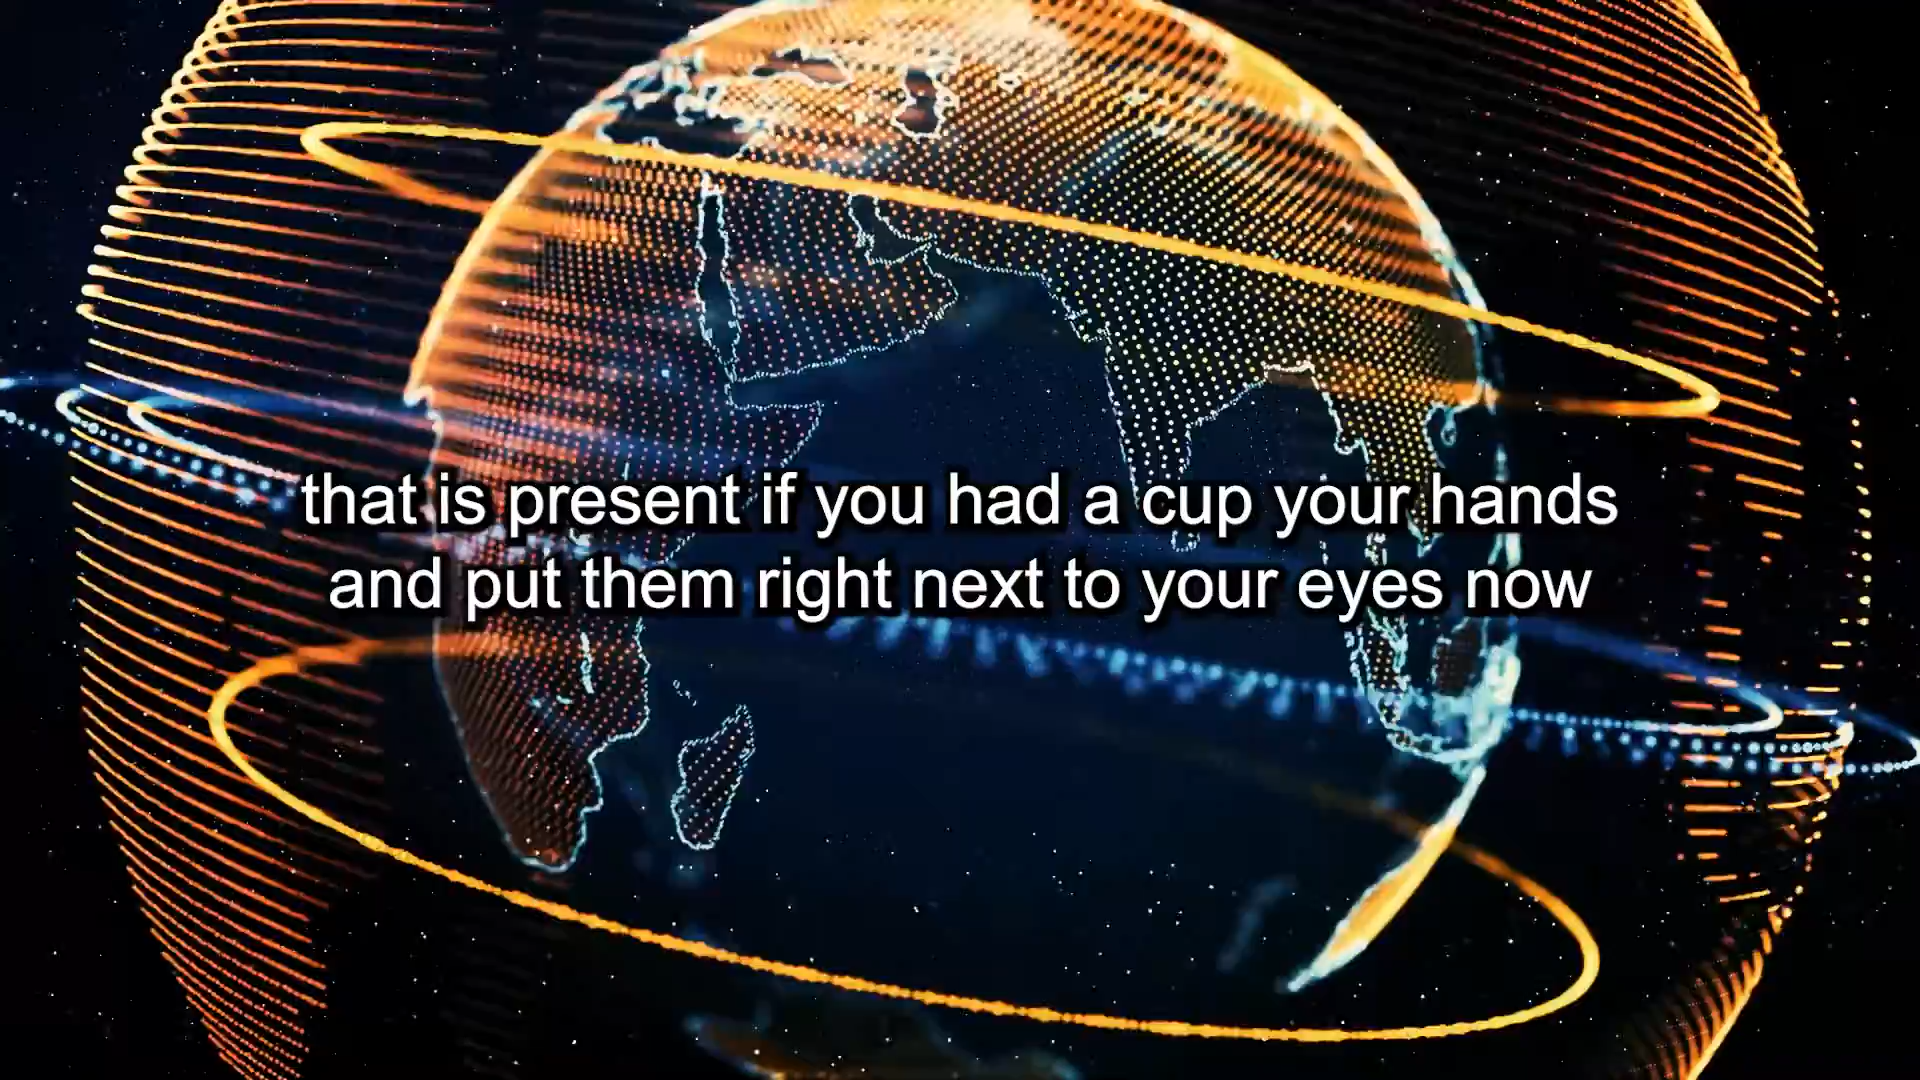 that is present if you had a cup your hands
and put them right next to your eyes now